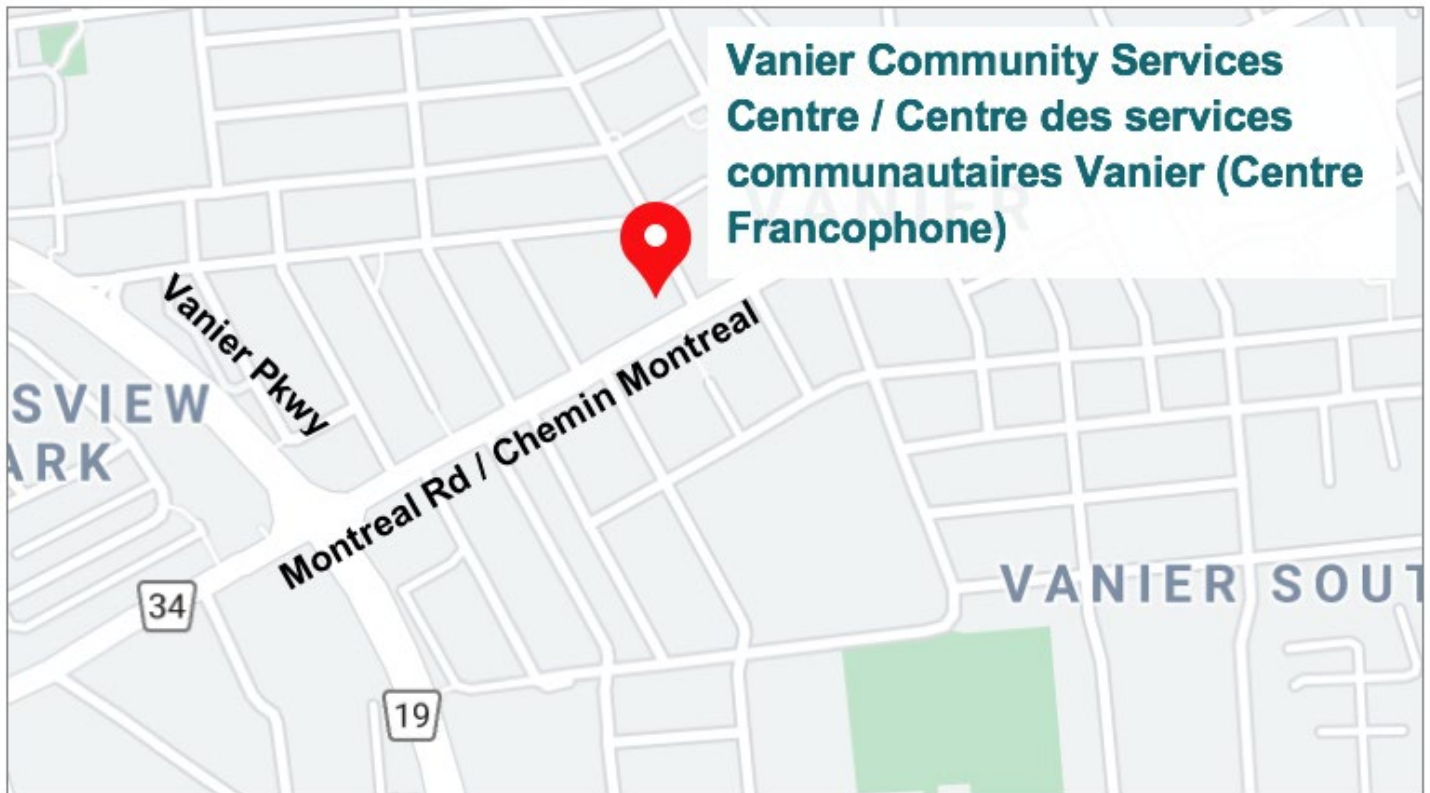 Vanier Community Services
Centre / Centre des services
communautaires Vanier (Centre
Francophone)
VANIER
Vanier Pkwy
Montreal Rd / Chemin Montreal
SVIEW
ARK
34
VANIER SOUT
19